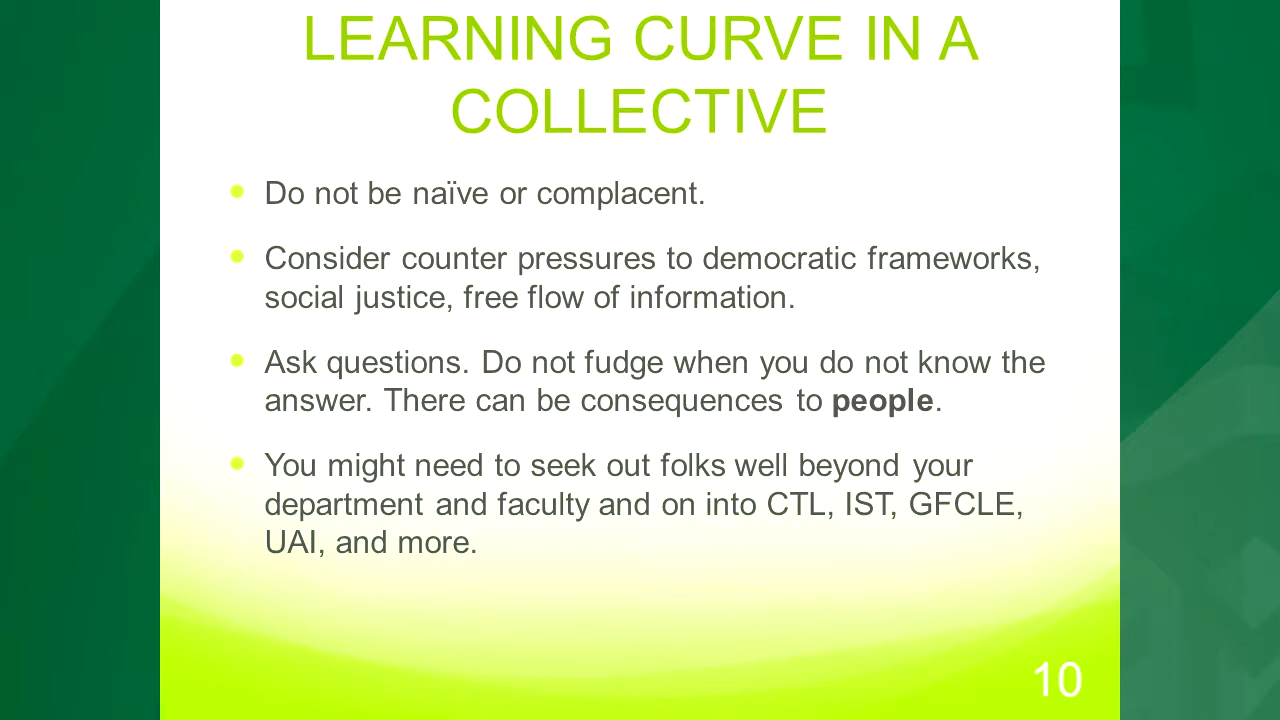 LEARNING CURVE IN A
COLLECTIVE
Do not be naïve or complacent.
Consider counter pressures to democratic frameworks,
social justice, free flow of information.
Ask questions. Do not fudge when you do not know the
answer. There can be consequences to people.
You might need to seek out folks well beyond your
department and faculty and on into CTL, IST, GFCLE,
UAI, and more.
10